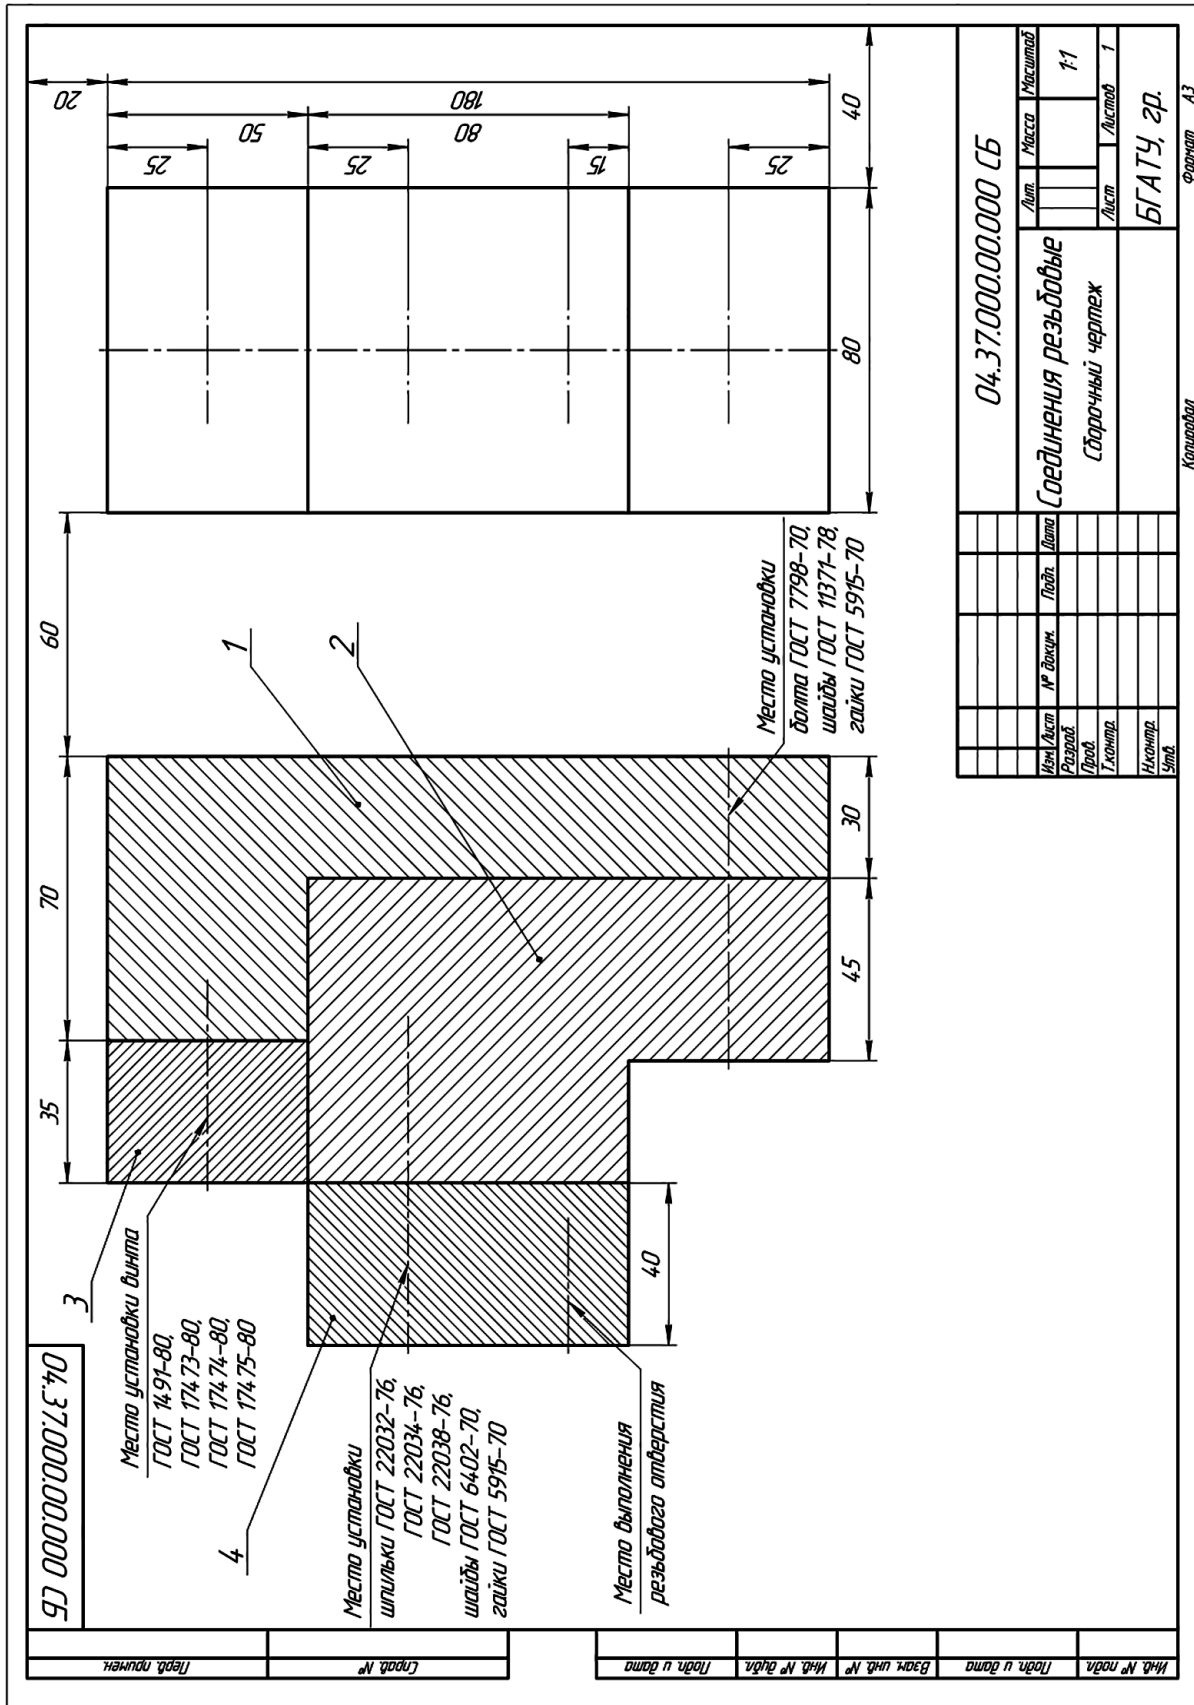 04.37.000.00.000 СБ
Перв. примен.
Справ. №
Подп. и дата
Инв. № дубл.
Взам. инв. №
Подп. и дата
Инв. № подл.
35
70
60
20
3
1
4
2
Место установки винта
ГОСТ 1491-80,
ГОСТ 17473-80,
ГОСТ 17474-80,
ГОСТ 17475-80
Место установки
шпильки ГОСТ 22032-76,
ГОСТ 22034-76,
ГОСТ 22038-76,
шайбы ГОСТ 6402-70,
гайки ГОСТ 5915-70
Место выполнения
резьбового отверстия
Место установки
болта ГОСТ 7798-70,
шайбы ГОСТ 11371-78,
гайки ГОСТ 5915-70
40
45
30
80
40
25
50
25
80
180
15
25
04.37.000.00.000 СБ
Изм.
Лист
№ докум.
Подп.
Дата
Разраб.
Пров.
Т.контр.
Н.контр.
Утв.
Соединения резьбовые
Сборочный чертеж
Лит.
Масса
Масштаб
1:1
Лист
Листов
1
БГАТУ, гр.
Копировал
Формат
А3